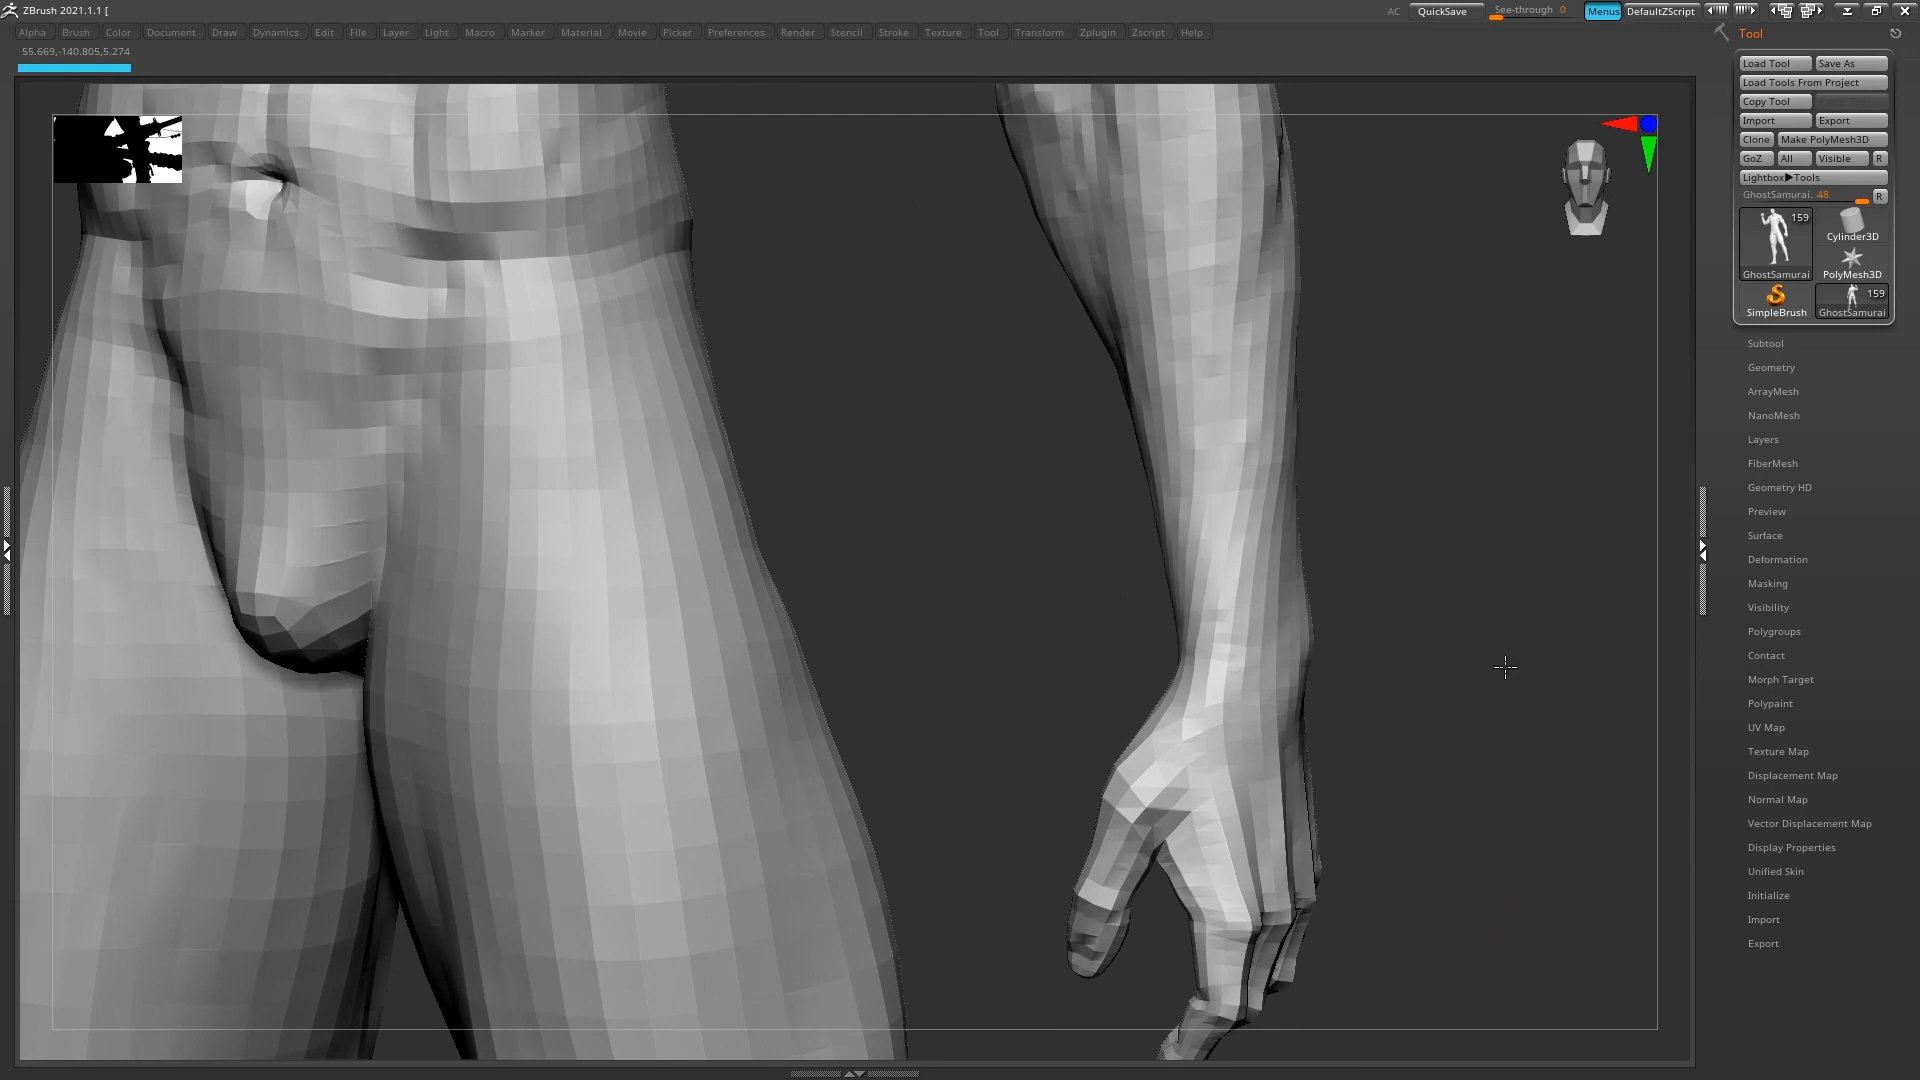 ZBrush 2021.1.1 [
AC QuickSave See-through 0 Menus DefaultZScript
Alpha Brush Color Document Draw Dynamics Edit File Layer Light Macro Marker Material Movie Picker Preferences Render Stencil Stroke Texture Tool Transform Zplugin Zscript Help
55.669,-140.805,5.274
Tool
Load Tool Save As
Load Tools From Project
Copy Tool
Import Export
Clone Make PolyMesh3D
GoZ All Visible R
Lightbox▶Tools
GhostSamurai. 48 R
159
Cylinder3D
GhostSamurai PolyMesh3D
159
SimpleBrush GhostSamurai
Subtool
Geometry
ArrayMesh
NanoMesh
Layers
FiberMesh
Geometry HD
Preview
Surface
Deformation
Masking
Visibility
Polygroups
Contact
Morph Target
Polypaint
UV Map
Texture Map
Displacement Map
Normal Map
Vector Displacement Map
Display Properties
Unified Skin
Initialize
Import
Export